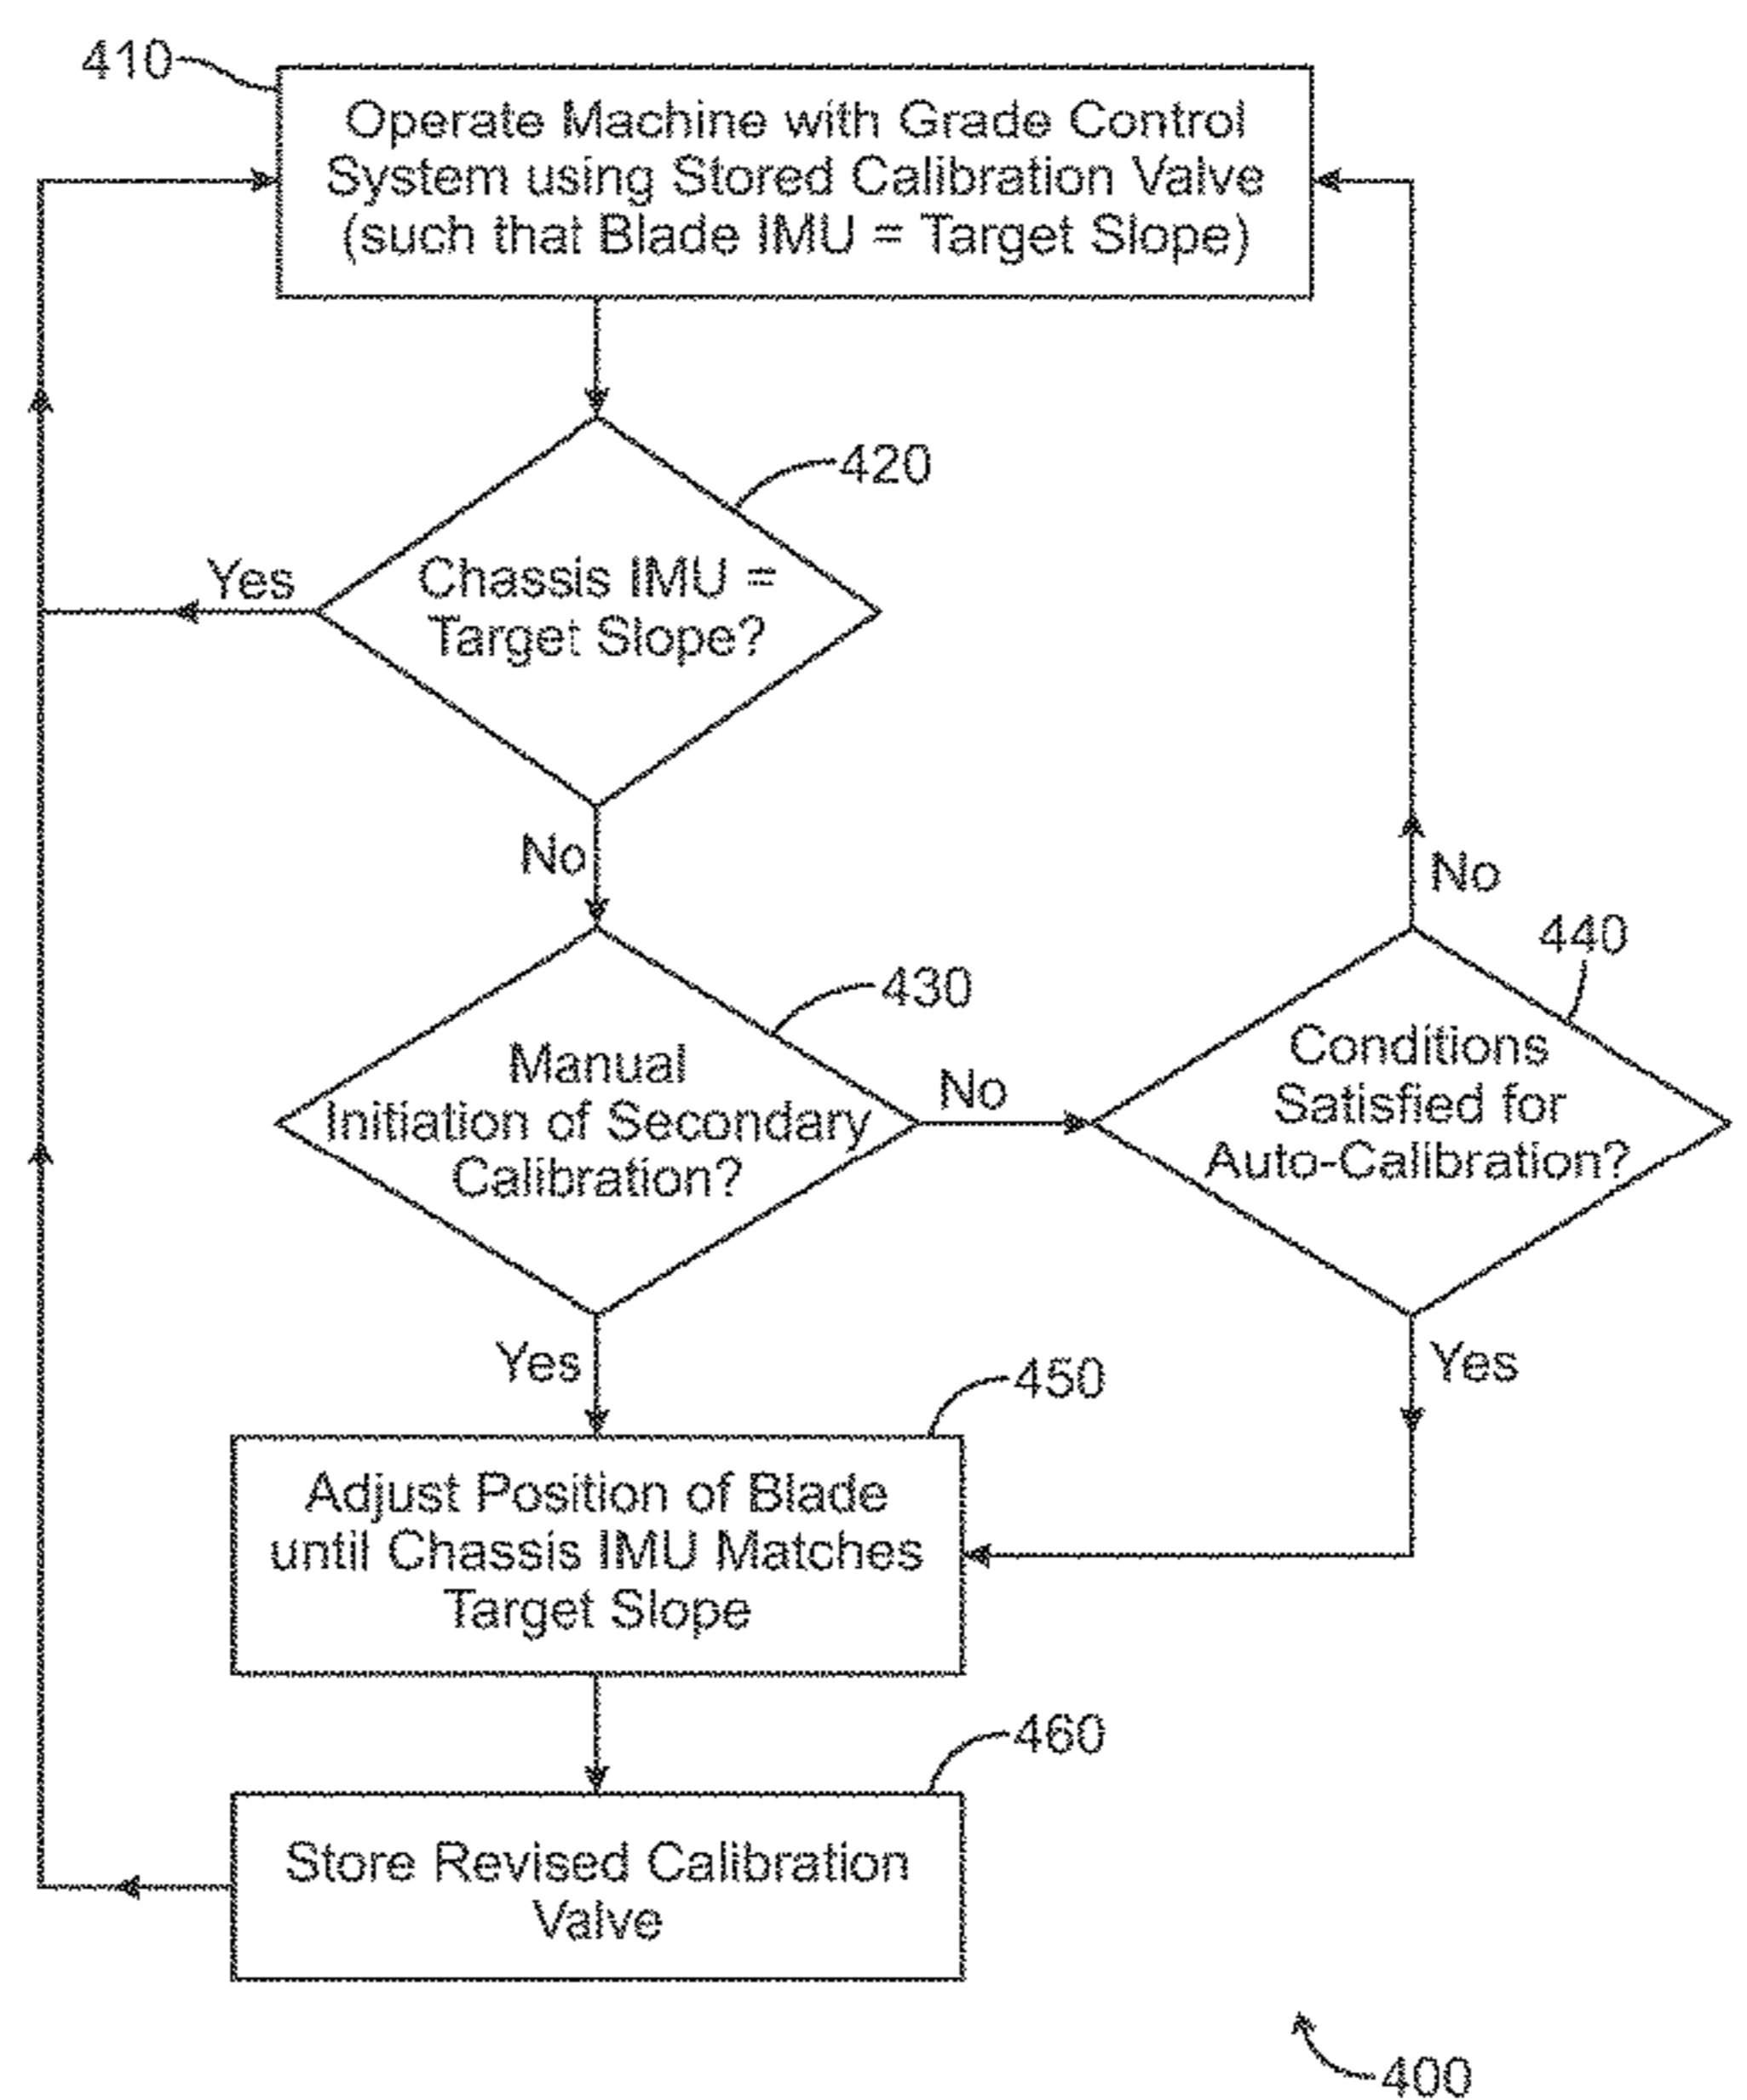 410
Operate Machine with Grade Control
System using Stored Calibration Valve
(such that Blade IMU = Target Slope)
420
Yes
Chassis IMU =
Target Slope?
No
No
440
430
Manual
Initiation of Secondary
Calibration?
No
Conditions
Satisfied for
Auto-Calibration?
Yes
Yes
450
Adjust Position of Blade
until Chassis IMU Matches
Target Slope
460
Store Revised Calibration
Valve
400